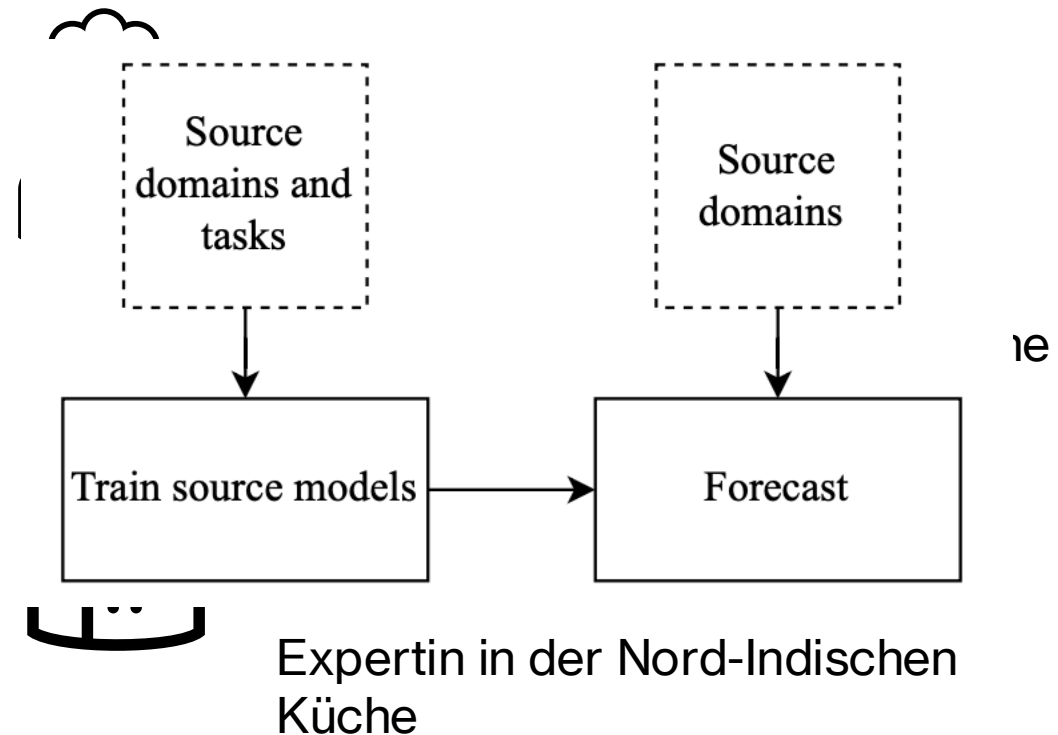 Source
domains and
tasks
Source
domains
Train source models
Forecast
Expertin in der Nord-Indischen
Küche